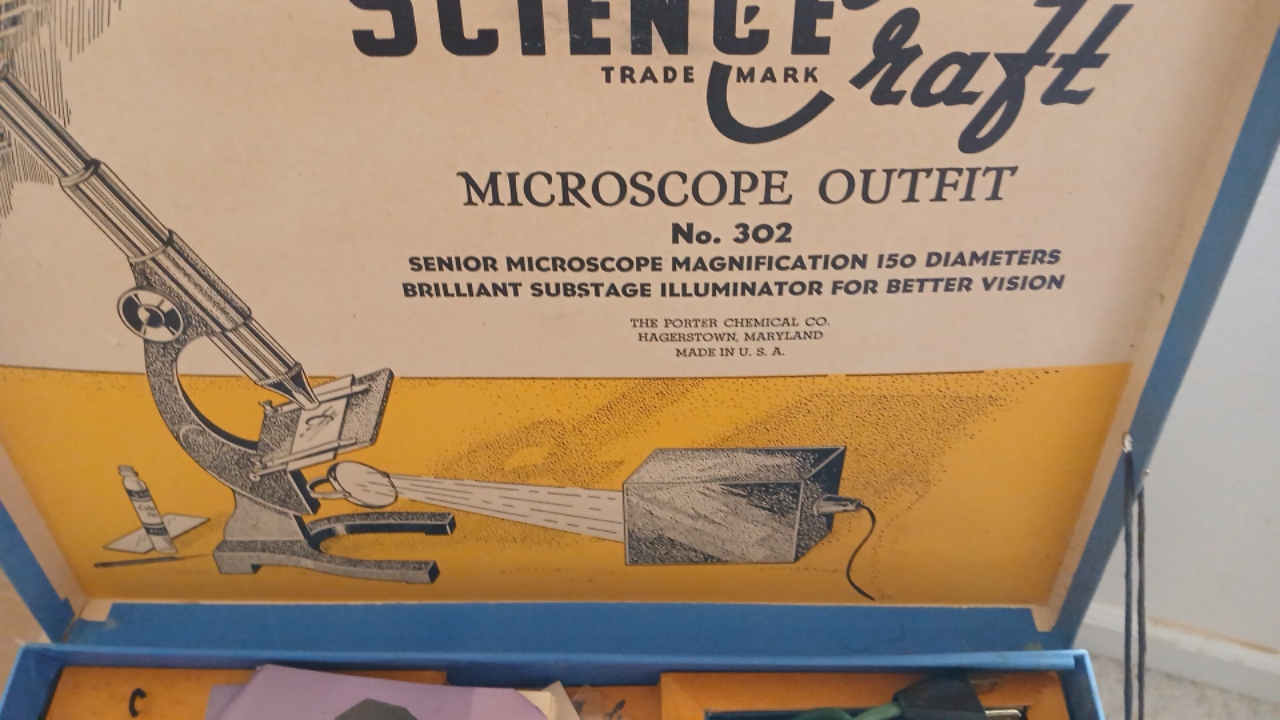 SCIENCE Craft
TRADE MARK
MICROSCOPE OUTFIT
No. 302
SENIOR MICROSCOPE MAGNIFICATION 150 DIAMETERS
BRILLIANT SUBSTAGE ILLUMINATOR FOR BETTER VISION
THE PORTER CHEMICAL CO.
HAGERSTOWN, MARYLAND
MADE IN U. S. A.